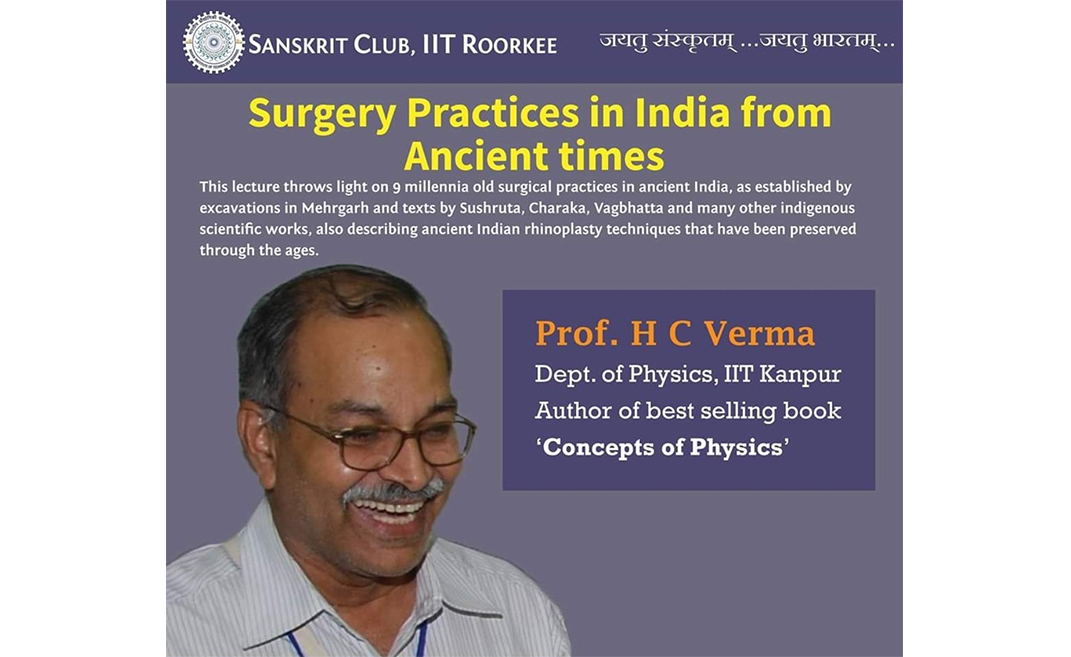 SANSKRIT CLUB, IIT ROORKEE
जयतु संस्कृतम् ...जयतु भारतम्...
Surgery Practices in India from
Ancient times
This lecture throws light on 9 millennia old surgical practices in ancient India, as established by
excavations in Mehrgarh and texts by Sushruta, Charaka, Vagbhatta and many other indigenous
scientific works, also describing ancient Indian rhinoplasty techniques that have been preserved
through the ages.
Prof. H C Verma
Dept. of Physics, IIT Kanpur
Author of best selling book
‘Concepts of Physics’